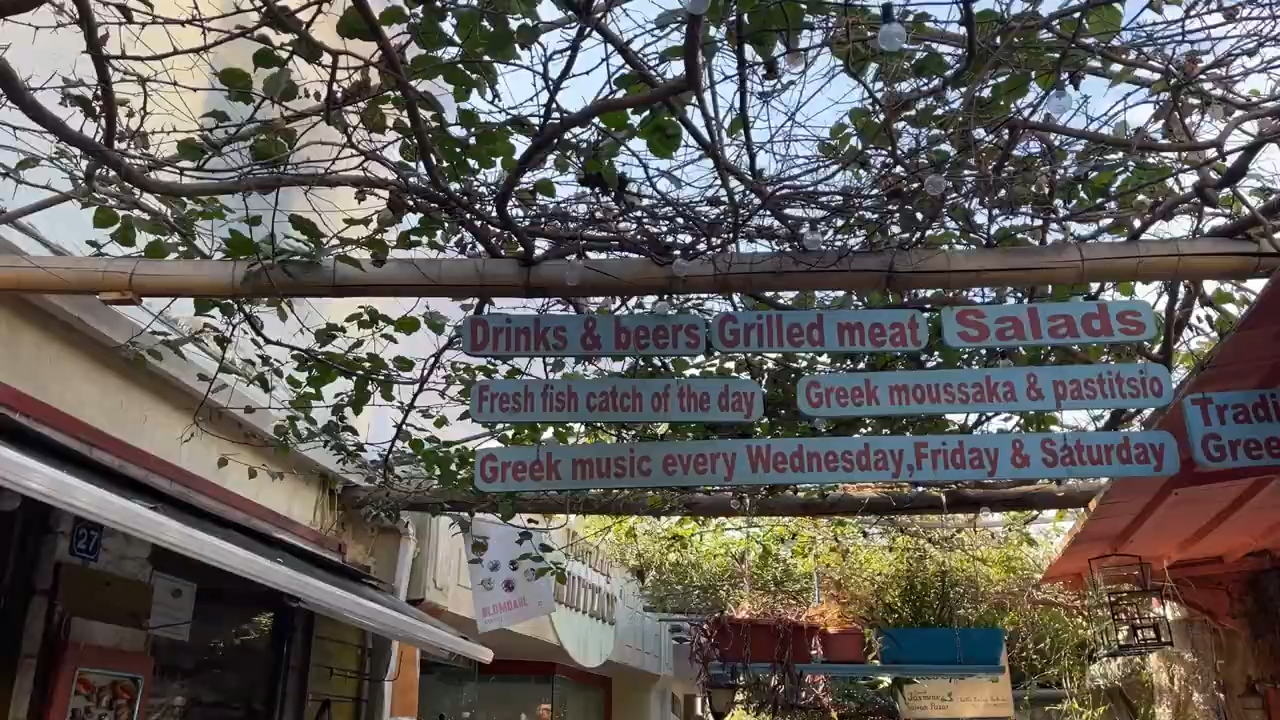 Drinks & beers
Grilled meat
Salads
Fresh fish catch of the day
Greek moussaka & pastitsio
Tradi
Gree
Greek music every Wednesday,Friday & Saturday
27
BLOMDAHL